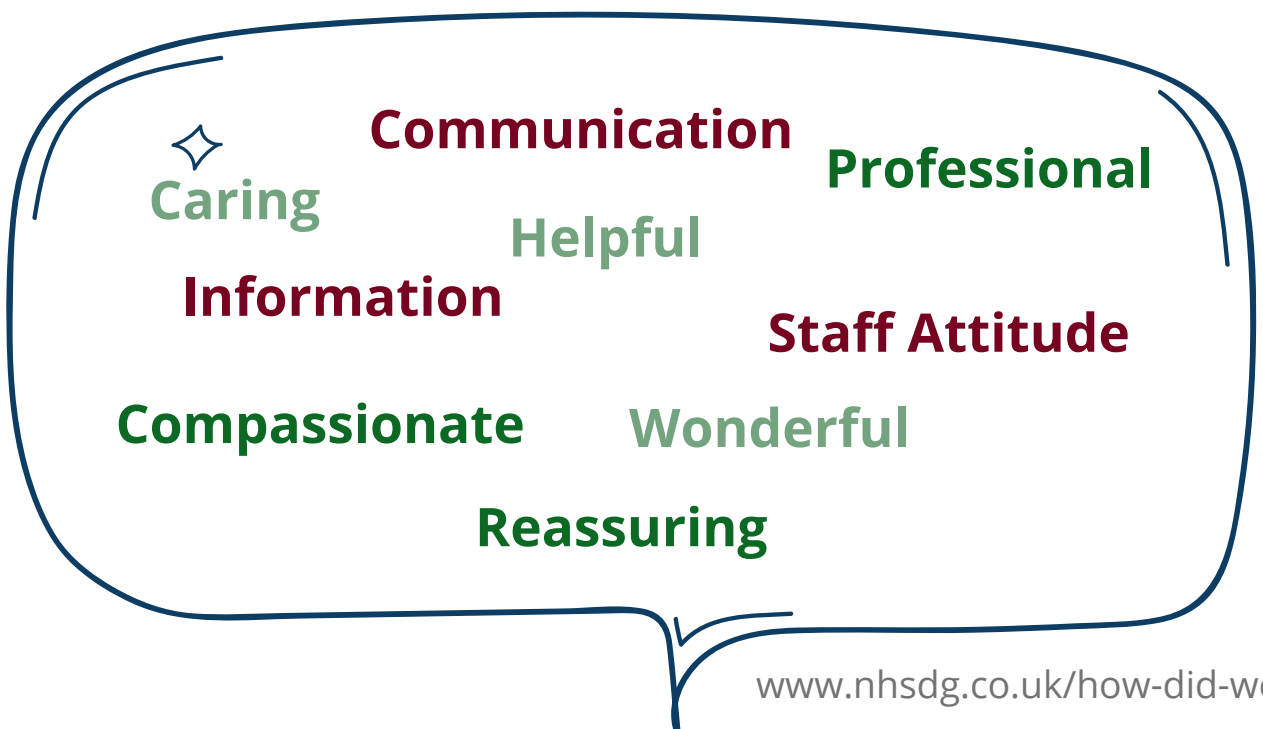 Communication
Professional
Caring
Helpful
Information
Staff Attitude
Compassionate
Wonderful
Reassuring
www.nhsdg.co.uk/how-did-w